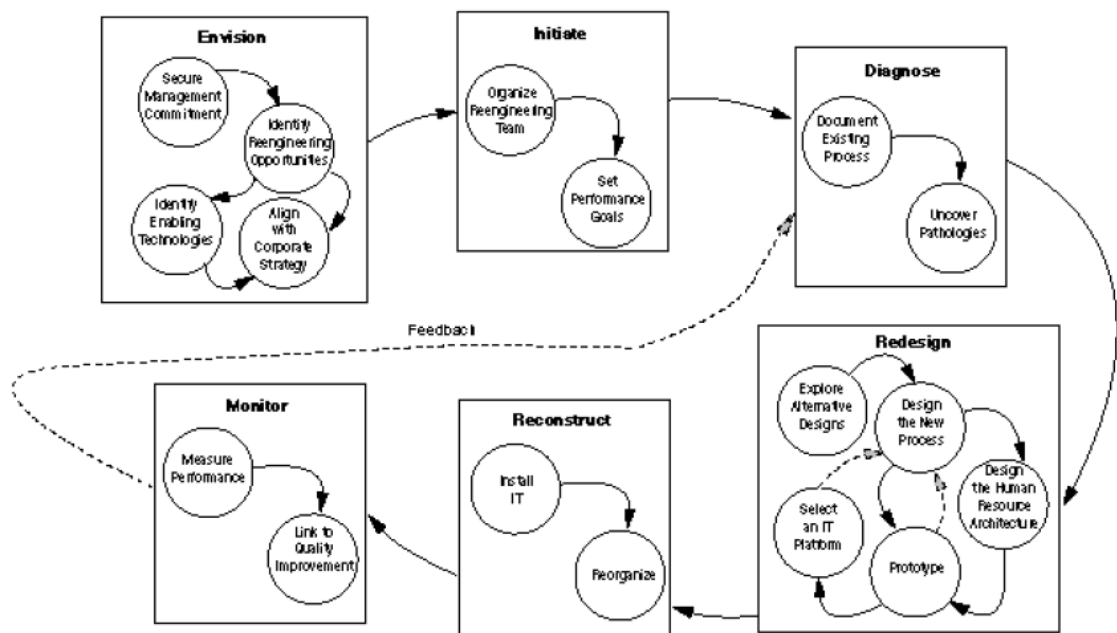 Envision
Secure
Management
Commitment
Identify
Reengineering
Opportunities
Identify
Enabling
Technologies
Align
with
Corporate
Strategy
Initiate
Organize
Reengineering
Team
Set
Performance
Goals
Diagnose
Document
Existing
Process
Uncover
Pathologies
Feedback
Redesign
Explore
Alternative
Designs
Design
the New
Process
Design
the Human
Resource
Architecture
Select
an IT
Platform
Prototype
Reconstruct
Install
IT
Reorganize
Monitor
Measure
Performance
Link to
Quality
Improvement